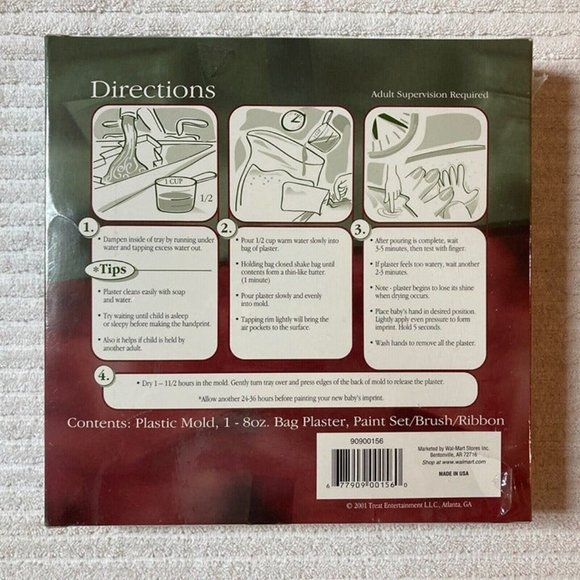 Directions
Adult Supervision Required
1 CUP
1/2
2
1.
• Dampen inside of tray by running under
water and tapping excess water out.
*Tips
• Plaster cleans easily with soap
and water.
• Try waiting until child is asleep
or sleepy before making the handprint.
• Also it helps if child is held by
another adult.
2.
• Pour 1/2 cup warm water slowly into
bag of plaster.
• Holding bag closed shake bag until
contents form a thin-like batter.
(1 minute)
• Pour plaster slowly and evenly
into mold.
• Tapping rim lightly will bring the
air pockets to the surface.
3.
• After pouring is complete, wait
3-5 minutes, then test with finger.
• If plaster feels too watery, wait another
2-3 minutes.
• Note - plaster begins to lose its shine
when drying occurs.
• Place baby's hand in desired position.
Lightly apply even pressure to form
imprint. Hold 5 seconds.
• Wash hands to remove all the plaster.
4.
• Dry 1 – 11/2 hours in the mold. Gently turn tray over and press edges of the back of mold to release the plaster.
*Allow another 24-36 hours before painting your new baby's imprint.
Contents: Plastic Mold, 1 - 8oz. Bag Plaster, Paint Set/Brush/Ribbon
90900156
6 77909 00156 0
Marketed by Wal-Mart Stores Inc.
Bentonville, AR 72716
Shop at www.walmart.com
MADE IN USA
© 2001 Treat Entertainment L.L.C., Atlanta, GA